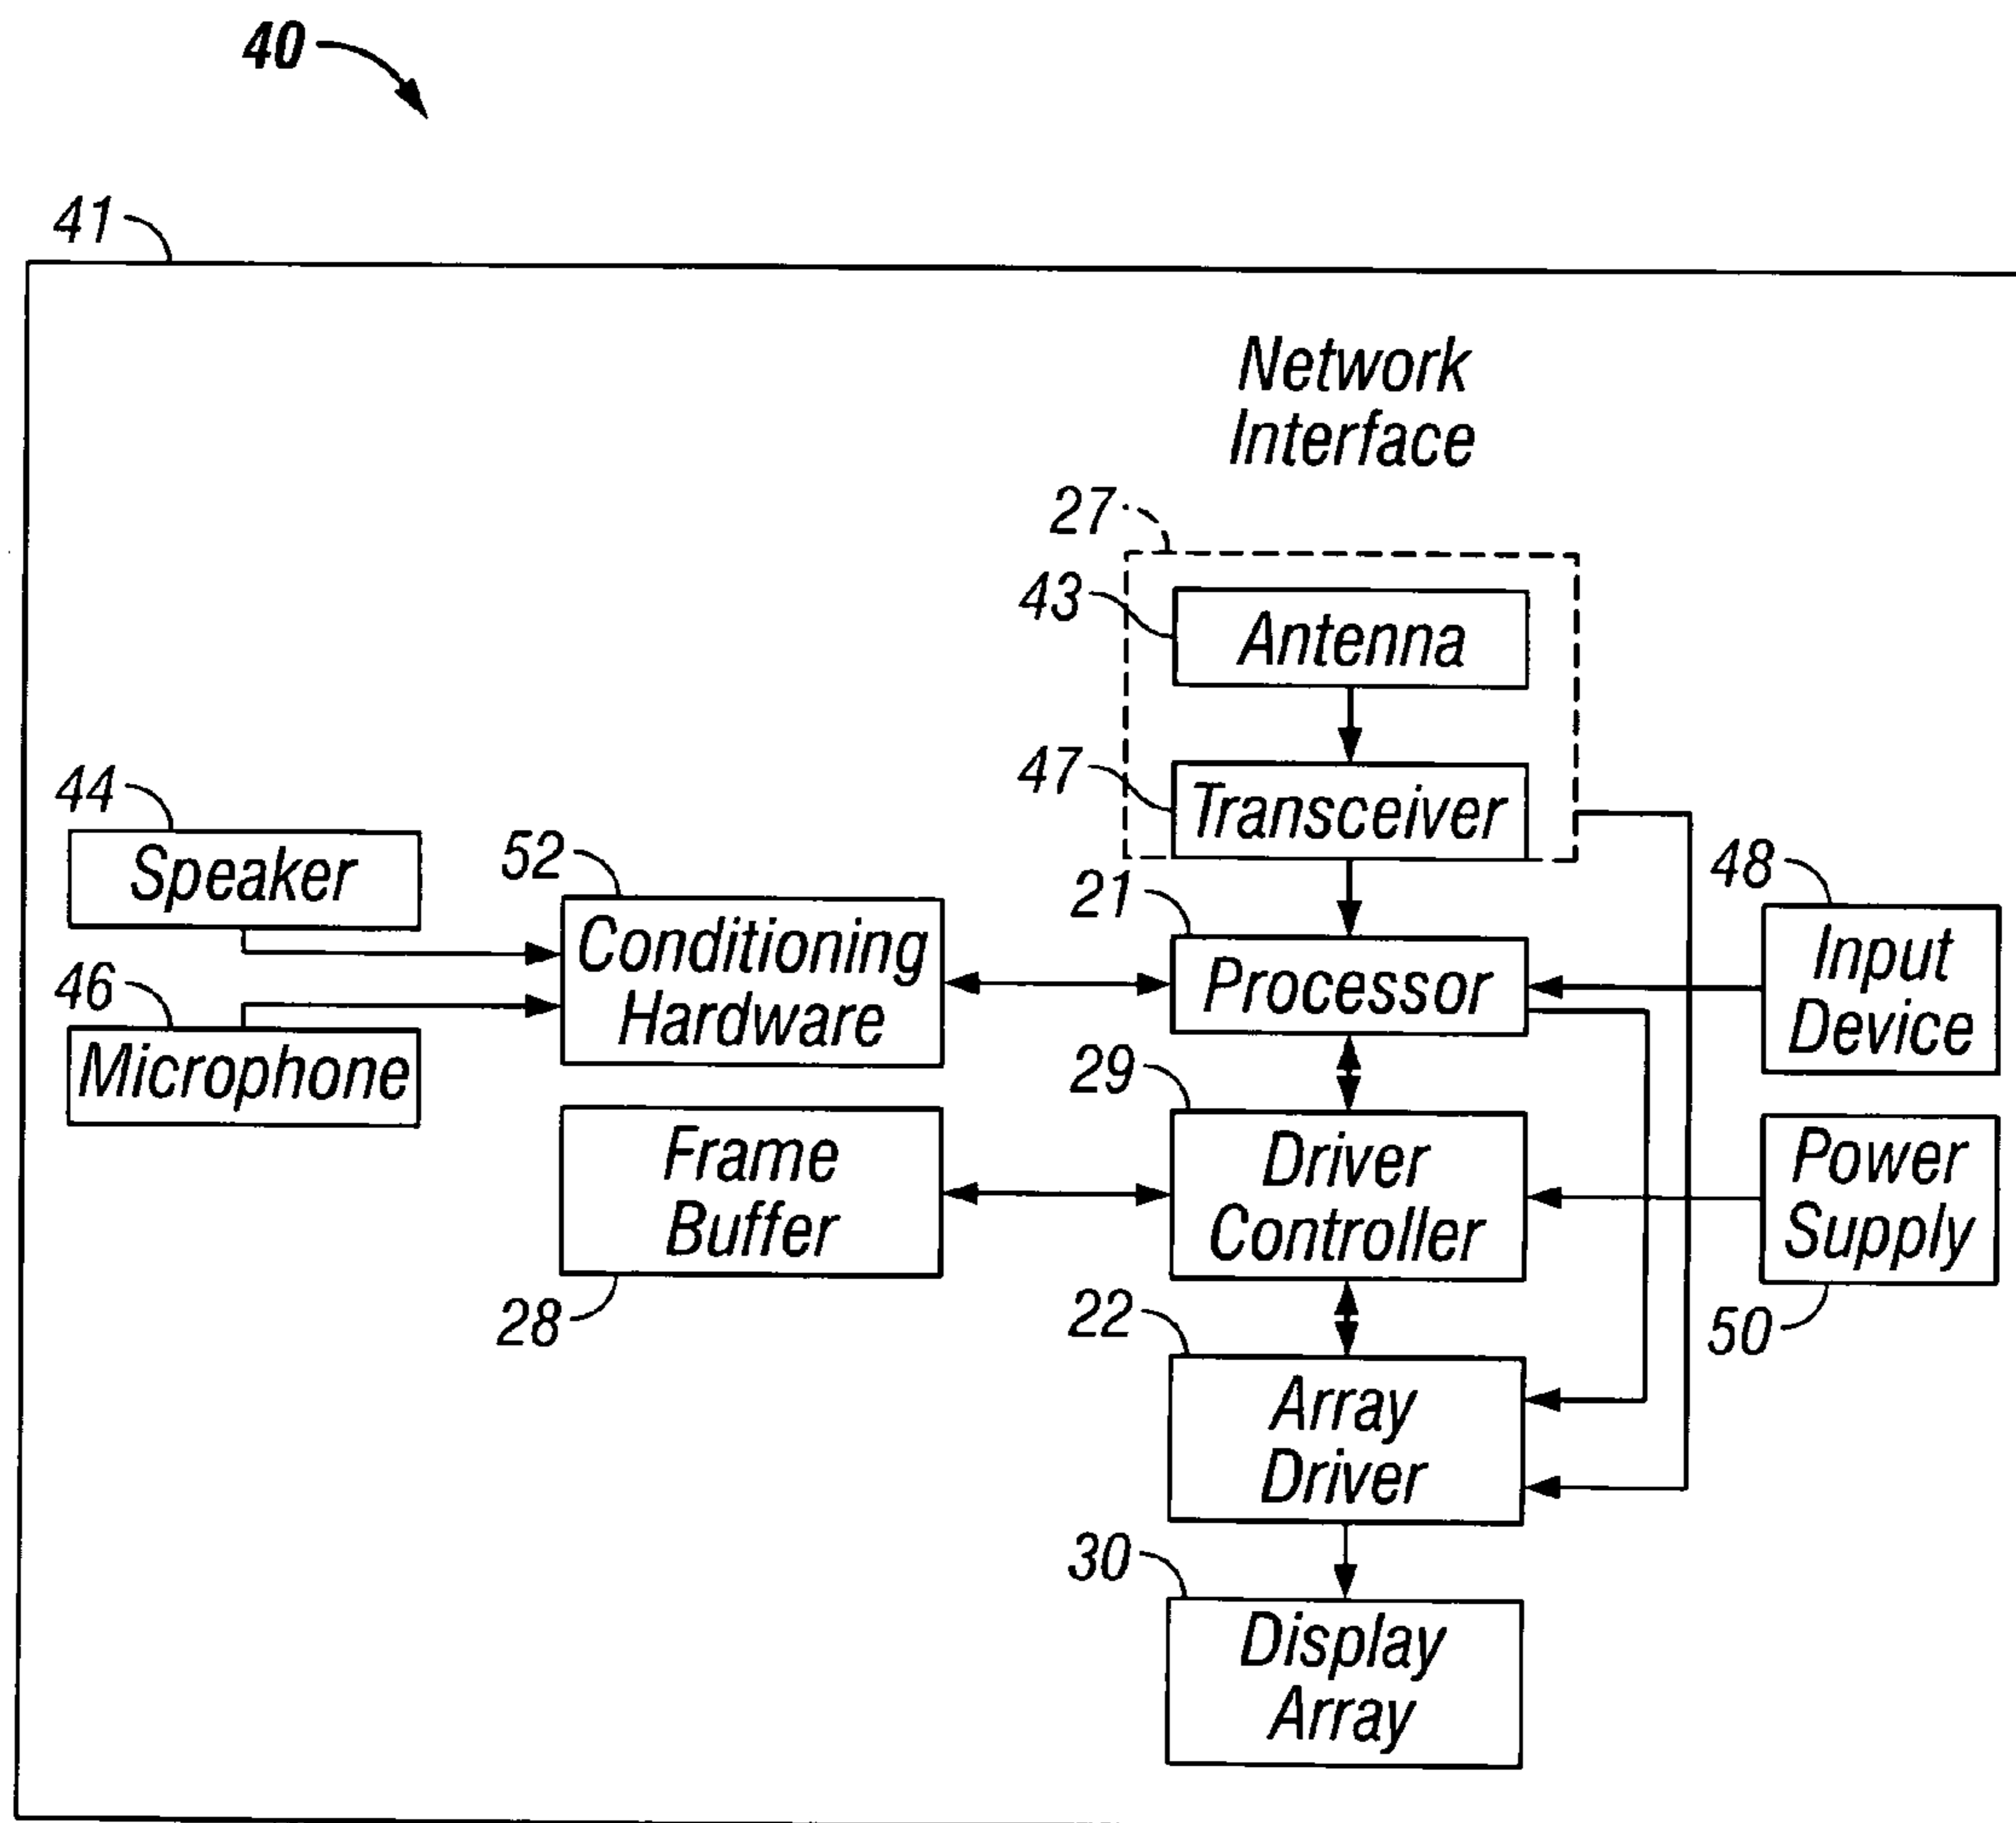 40
41
Network
Interface
27
43
Antenna
47
Transceiver
44
Speaker
52
Conditioning
Hardware
21
Processor
48
Input
Device
46
Microphone
29
Driver
Controller
Frame
Buffer
28
Power
Supply
50
22
Array
Driver
30
Display
Array